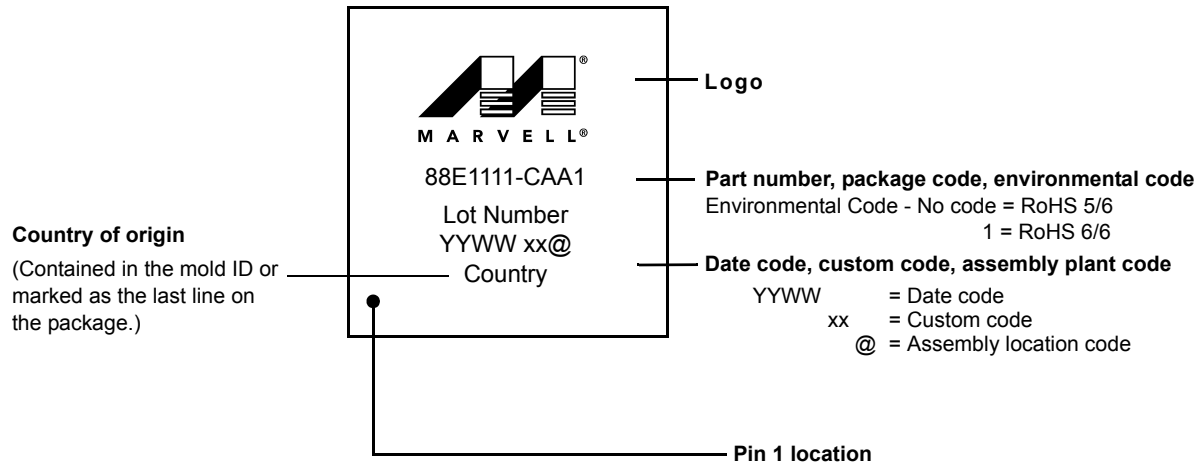 ®
MARVELL®
88E1111-CAA1
Lot Number
YYWW xx@
Country
Logo
Part number, package code, environmental code
Environmental Code - No code = RoHS 5/6
1 = RoHS 6/6
Country of origin
(Contained in the mold ID or
marked as the last line on
the package.)
Date code, custom code, assembly plant code
YYWW = Date code
xx = Custom code
@ = Assembly location code
Pin 1 location